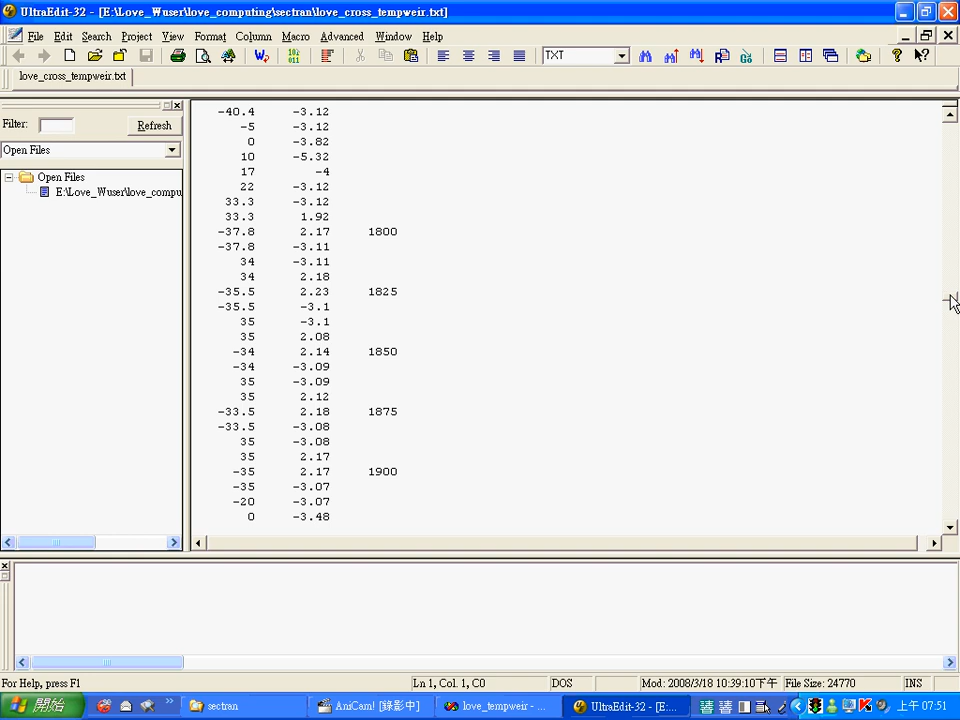 UltraEdit-32 - [E:\Love_Wuser\love_computing\sectran\love_cross_tempweir.txt]
File Edit Search Project View Format Column Macro Advanced Window Help
TXT
love_cross_tempweir.txt
Filter:
Refresh
Open Files
Open Files
E:\Love_Wuser\love_compu
-40.4 -3.12
-5 -3.12
0 -3.82
10 -5.32
17 -4
22 -3.12
33.3 -3.12
33.3 1.92
-37.8 2.17 1800
-37.8 -3.11
34 -3.11
34 2.18
-35.5 2.23 1825
-35.5 -3.1
35 -3.1
35 2.08
-34 2.14 1850
-34 -3.09
35 -3.09
35 2.12
-33.5 2.18 1875
-33.5 -3.08
35 -3.08
35 2.17
-35 2.17 1900
-35 -3.07
-20 -3.07
0 -3.48
For Help, press F1
Ln 1, Col. 1, C0
DOS
Mod: 2008/3/18 10:39:10下午
File Size: 24770
INS
開始
sectran
AniCam! [錄影中]
love_tempweir - ...
UltraEdit-32 - [E:...
上午 07:51